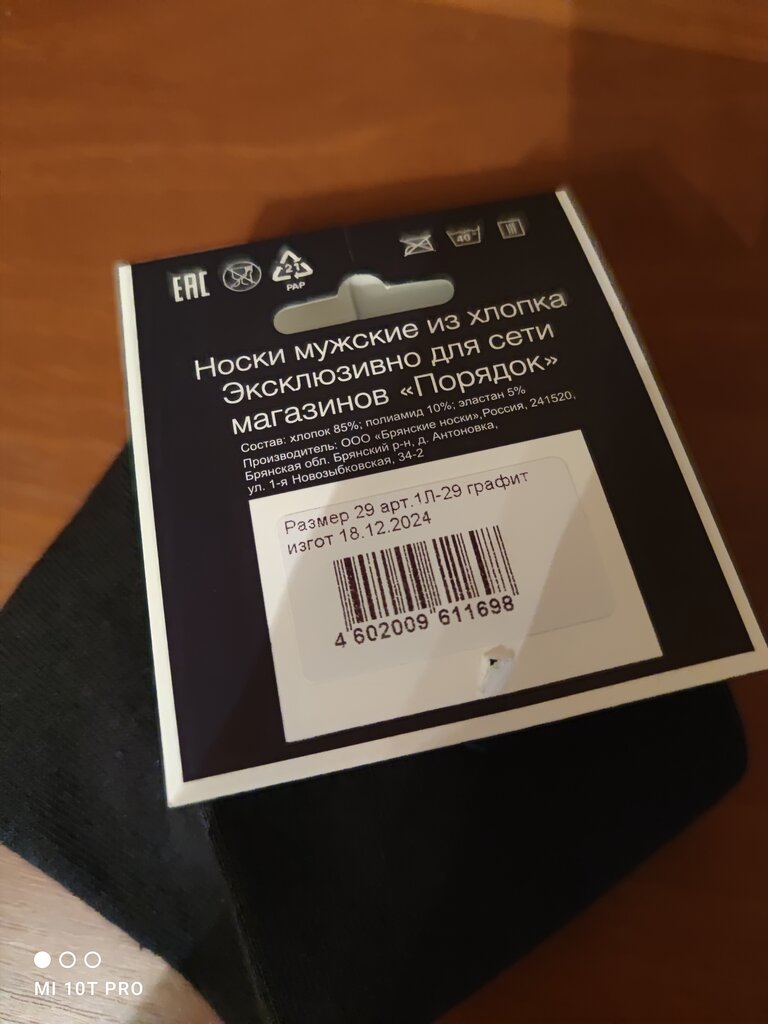 EAC
21
PAP
40°
Носки мужские из хлопка
Эксклюзивно для сети
магазинов «Порядок»
Состав: хлопок 85%; полиамид 10%; эластан 5%
Производитель: ООО «Брянские носки»,Россия, 241520,
Брянская обл. Брянский р-н, д. Антоновка,
ул. 1-я Новозыбковская, 34-2
Размер 29 арт.1Л-29 графит
изгот 18.12.2024
4 602009 611698
MI 10T PRO